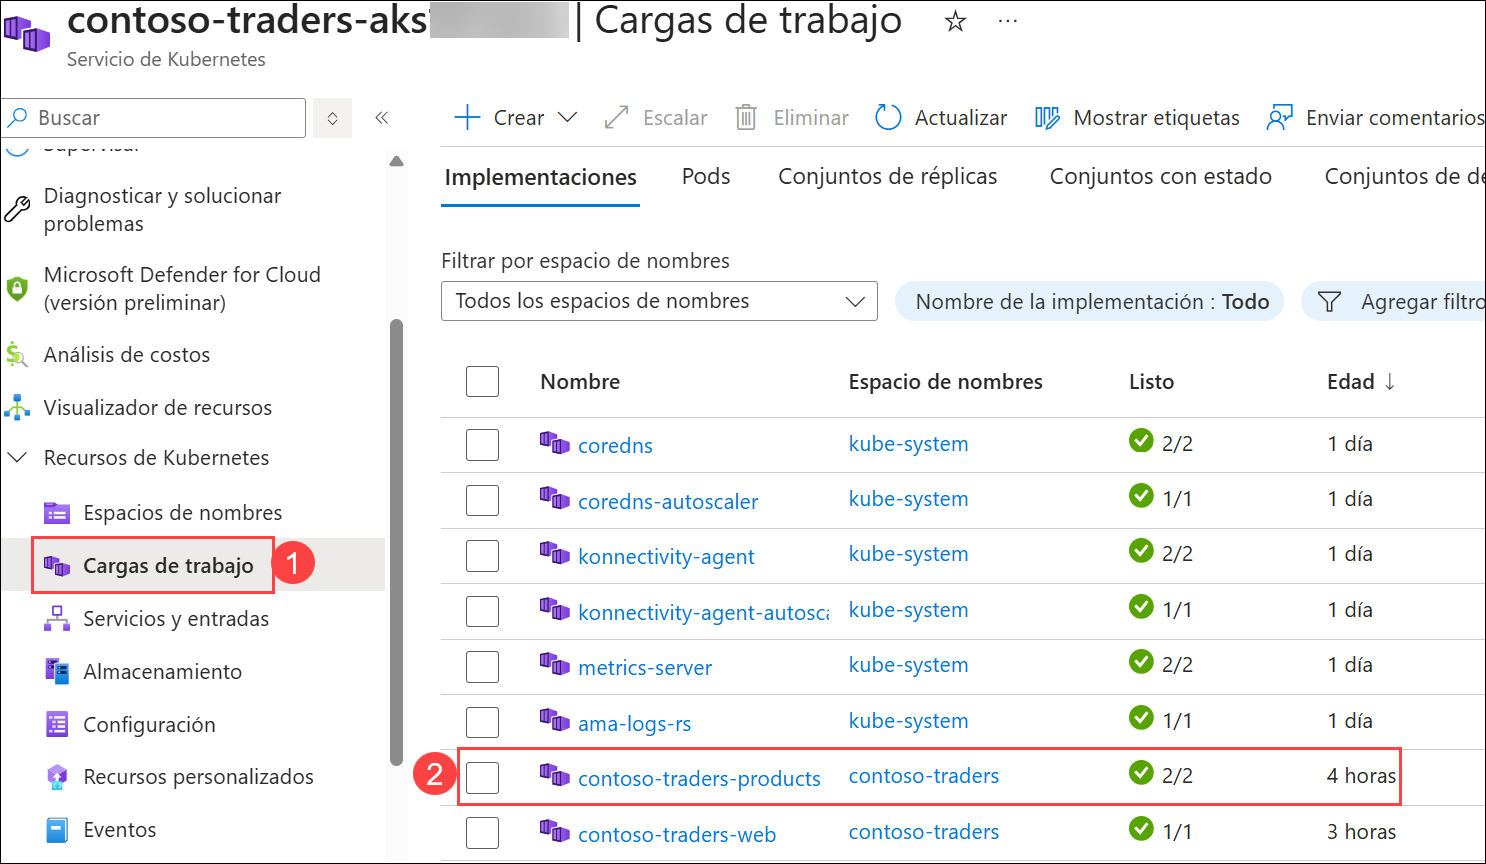 contoso-traders-aks | Cargas de trabajo ☆ ···
Servicio de Kubernetes
Buscar
Crear Escalar Eliminar Actualizar Mostrar etiquetas Enviar comentarios
Supervisar
Diagnosticar y solucionar
problemas
Microsoft Defender for Cloud
(versión preliminar)
Análisis de costos
Visualizador de recursos
Recursos de Kubernetes
Espacios de nombres
Cargas de trabajo 1
Servicios y entradas
Almacenamiento
Configuración
Recursos personalizados
Eventos
Implementaciones Pods Conjuntos de réplicas Conjuntos con estado Conjuntos de de
Filtrar por espacio de nombres
Todos los espacios de nombres Nombre de la implementación : Todo Agregar filtro
Nombre Espacio de nombres Listo Edad ↓
coredns kube-system 2/2 1 día
coredns-autoscaler kube-system 1/1 1 día
konnectivity-agent kube-system 2/2 1 día
konnectivity-agent-autosca kube-system 1/1 1 día
metrics-server kube-system 2/2 1 día
ama-logs-rs kube-system 1/1 1 día
2 contoso-traders-products contoso-traders 2/2 4 horas
contoso-traders-web contoso-traders 1/1 3 horas